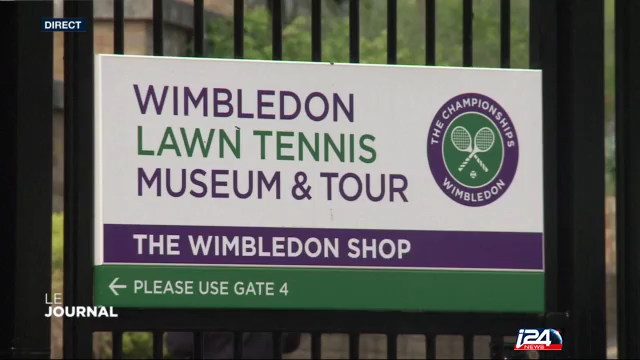 DIRECT
WIMBLEDON
LAWN TENNIS
MUSEUM & TOUR
THE CHAMPIONSHIPS
WIMBLEDON
THE WIMBLEDON SHOP
← PLEASE USE GATE 4
LE
JOURNAL
i24
NEWS